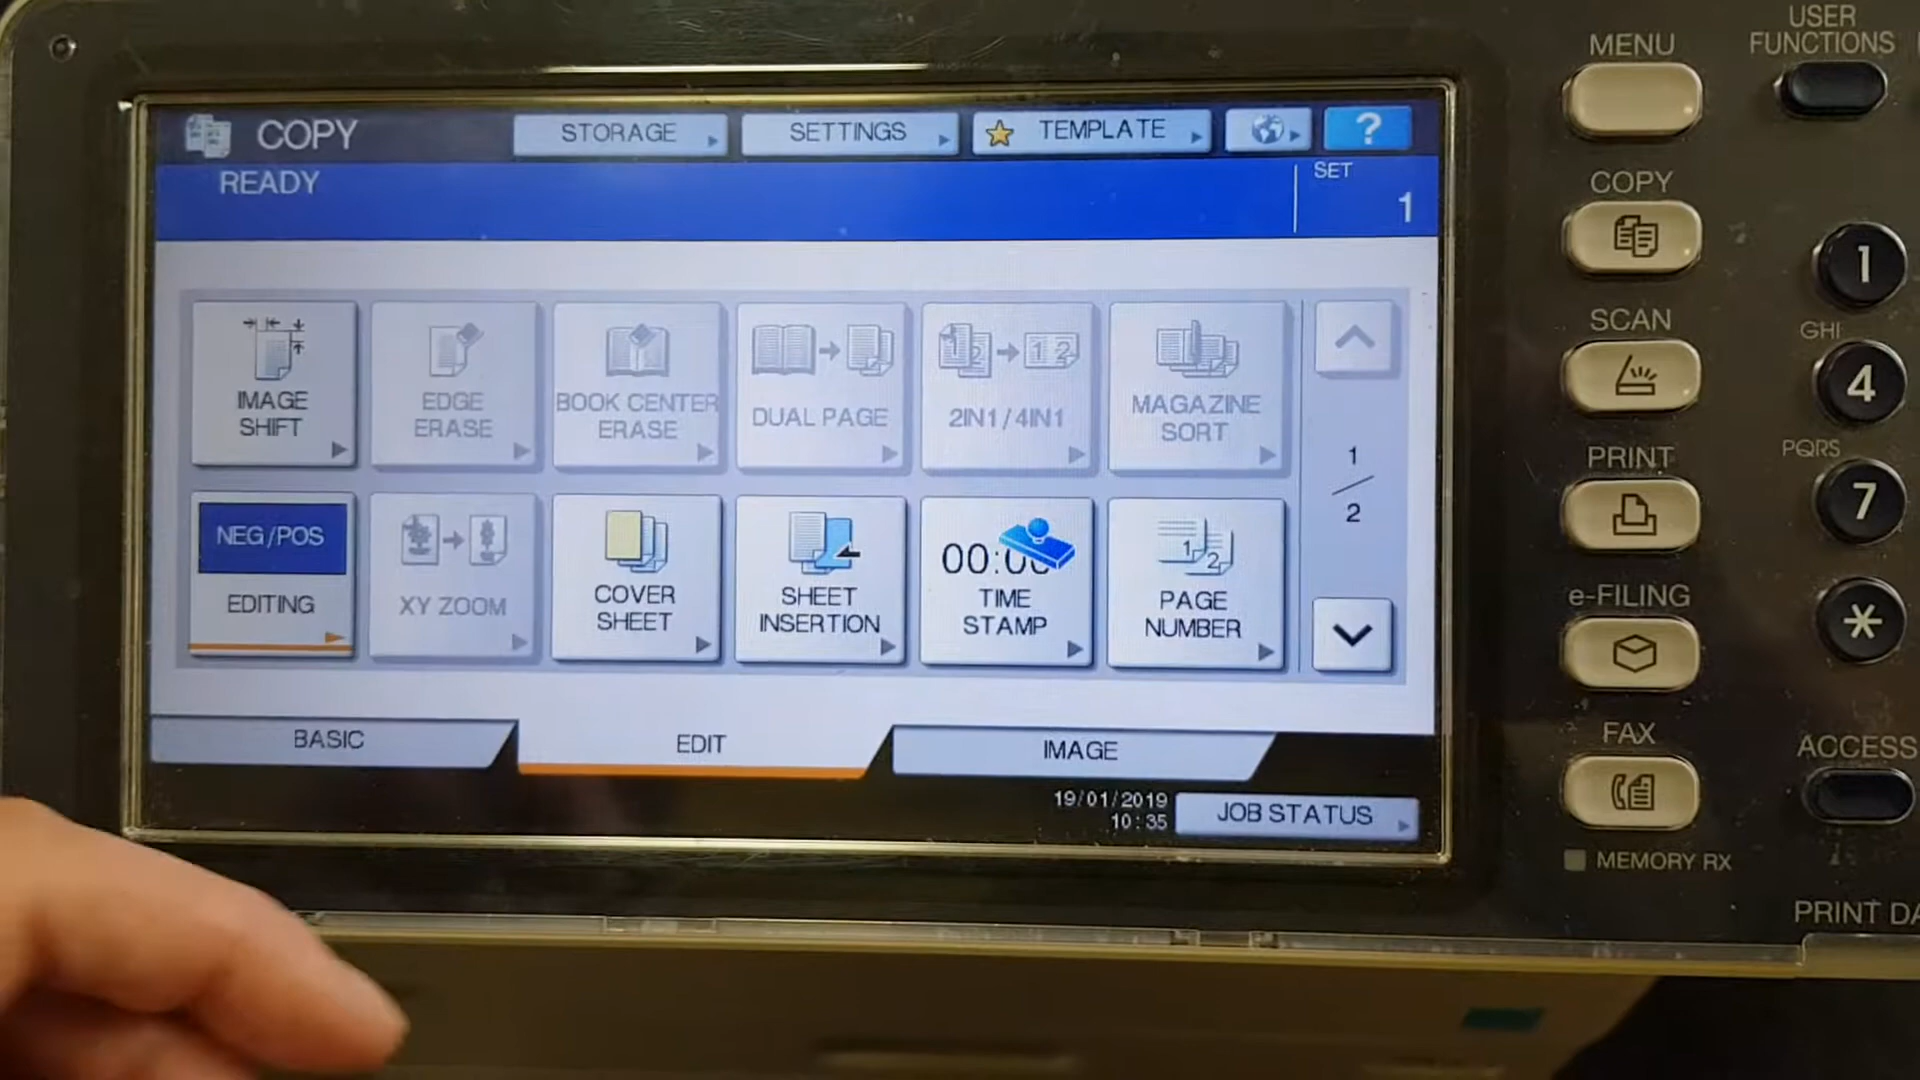 COPY
STORAGE
SETTINGS
TEMPLATE
?
READY
SET
1
IMAGE
SHIFT
EDGE
ERASE
BOOK CENTER
ERASE
DUAL PAGE
2IN1/4IN1
MAGAZINE
SORT
1
2
NEG/POS
EDITING
XY ZOOM
COVER
SHEET
SHEET
INSERTION
TIME
STAMP
1 2
PAGE
NUMBER
BASIC
EDIT
IMAGE
19/01/2019
10:35
JOB STATUS
MENU
USER
FUNCTIONS
COPY
1
SCAN
GHI
4
PRINT
PQRS
7
e-FILING
*
FAX
ACCESS
MEMORY RX
PRINT